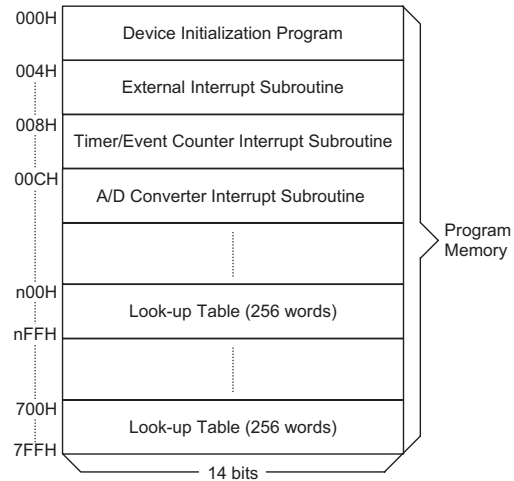 000H
Device Initialization Program
004H
External Interrupt Subroutine
008H
Timer/Event Counter Interrupt Subroutine
00CH
A/D Converter Interrupt Subroutine
Program
Memory
n00H
Look-up Table (256 words)
nFFH
700H
Look-up Table (256 words)
7FFH
14 bits